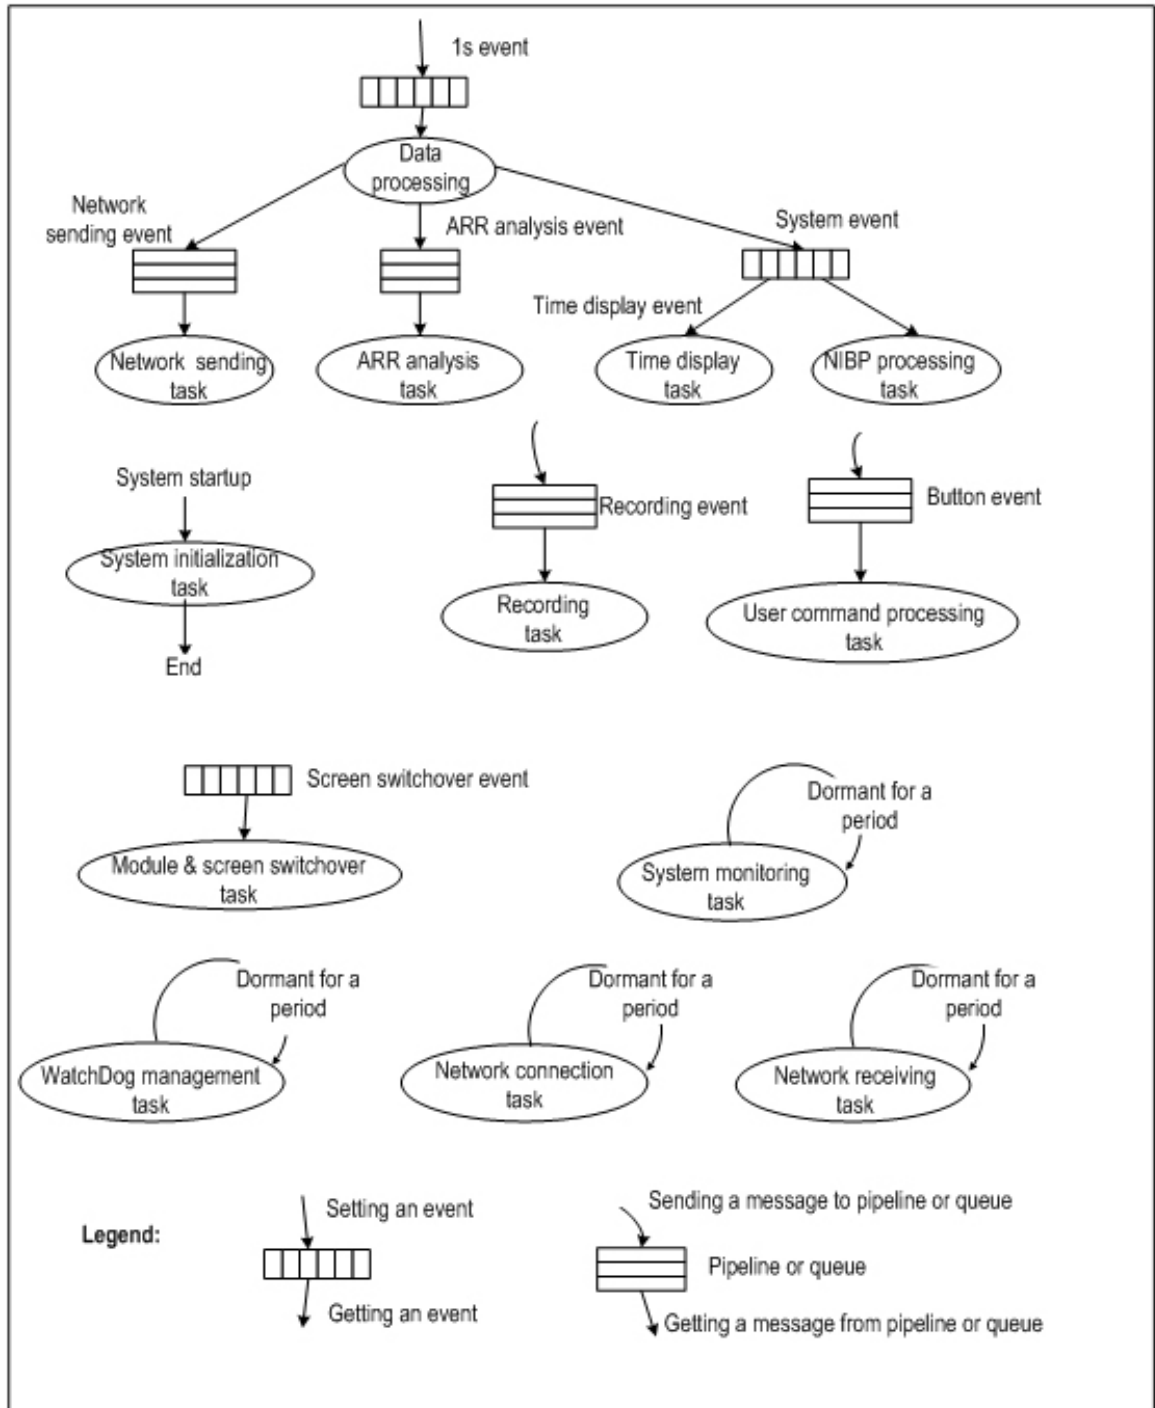 1s event
Data
processing
Network
sending event
ARR analysis event
System event
Time display event
Network sending
task
ARR analysis
task
Time display
task
NIBP processing
task
System startup
Recording event
Button event
System initialization
task
Recording
task
User command processing
task
End
Screen switchover event
Dormant for a
period
Module & screen switchover
task
System monitoring
task
Dormant for a
period
Dormant for a
period
Dormant for a
period
WatchDog management
task
Network connection
task
Network receiving
task
Legend:
Setting an event
Getting an event
Sending a message to pipeline or queue
Pipeline or queue
Getting a message from pipeline or queue